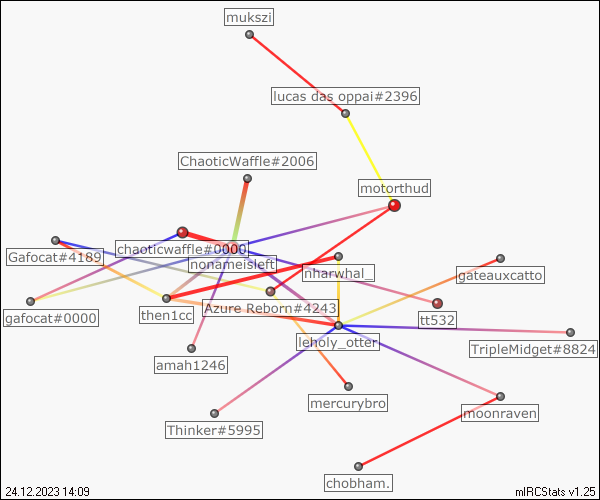 mukszi
lucas das oppai#2396
ChaoticWaffle#2006
motorthud
chaoticwaffle#0000
Gafocat#4189
nonameisleft
nharwhal_
gateauxcatto
gafocat#0000
then1cc
Azure Reborn#4243
tt532
leholy_otter
TripleMidget#8824
amah1246
mercurybro
moonraven
Thinker#5995
chobham.
24.12.2023 14:09
mIRCStats v1.25